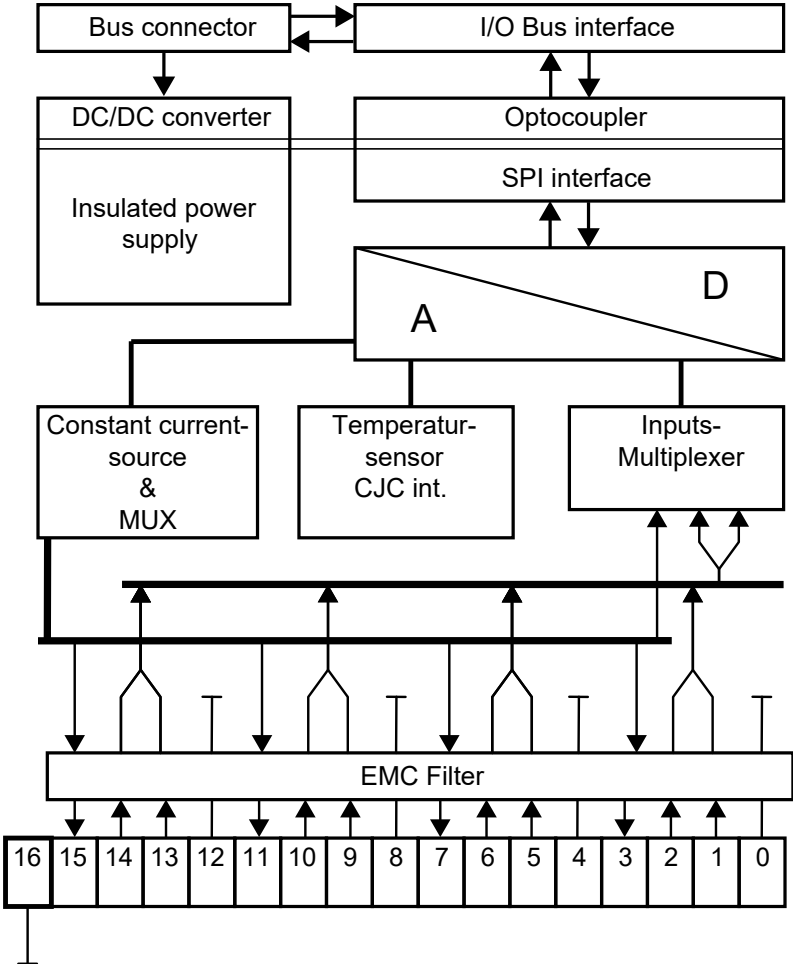 Bus connector
I/O Bus interface
DC/DC converter
Optocoupler
SPI interface
Insulated power
supply
D
A
Constant current-
source
&
MUX
Temperatur-
sensor
CJC int.
Inputs-
Multiplexer
EMC Filter
16 15 14 13 12 11 10 9 8 7 6 5 4 3 2 1 0